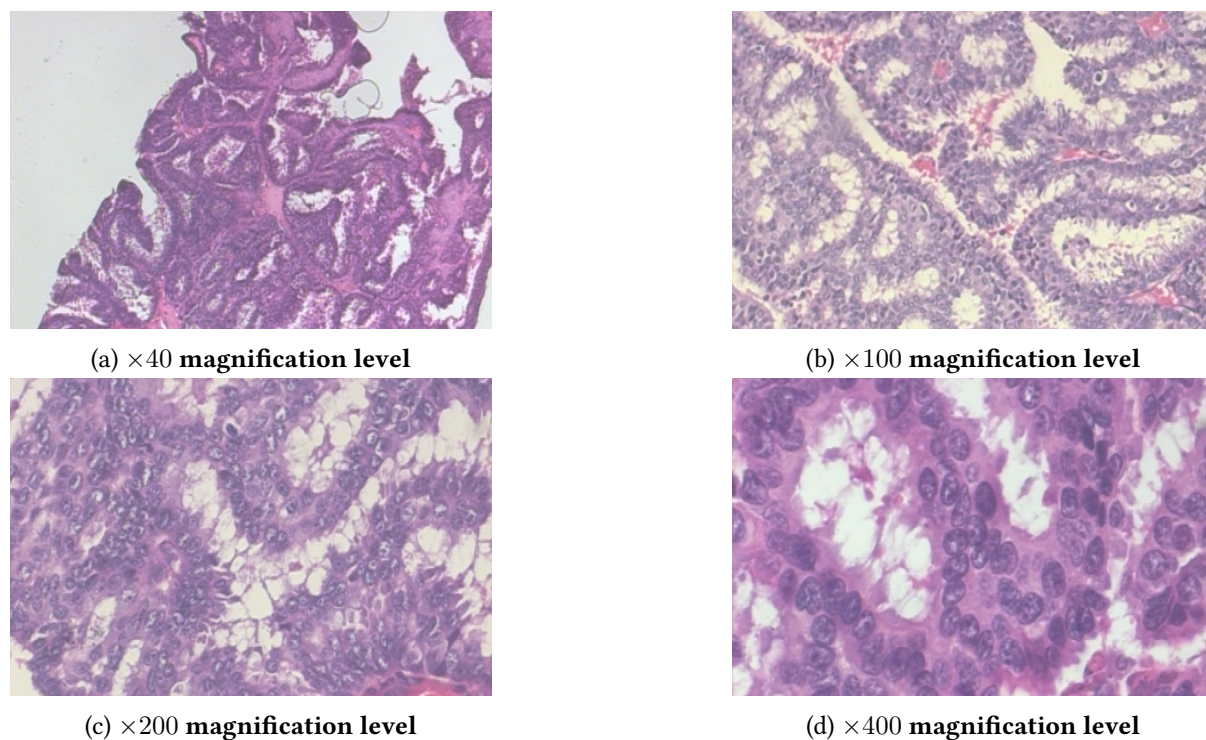 (a) ×40 magnification level
(b) ×100 magnification level
(c) ×200 magnification level
(d) ×400 magnification level